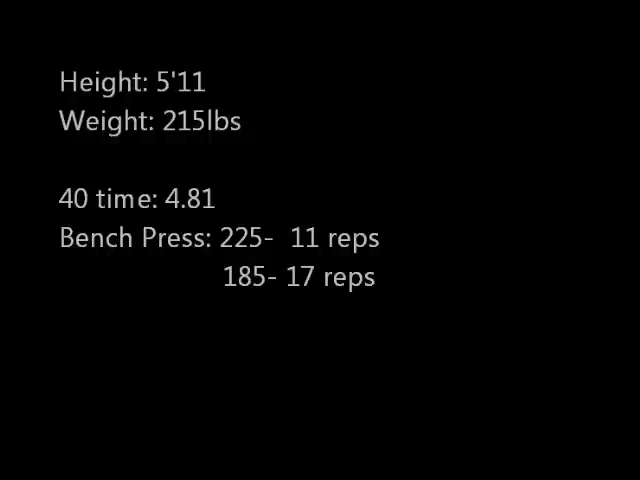 Height: 5'11
Weight: 215lbs
40 time: 4.81
Bench Press: 225-  11 reps
185- 17 reps